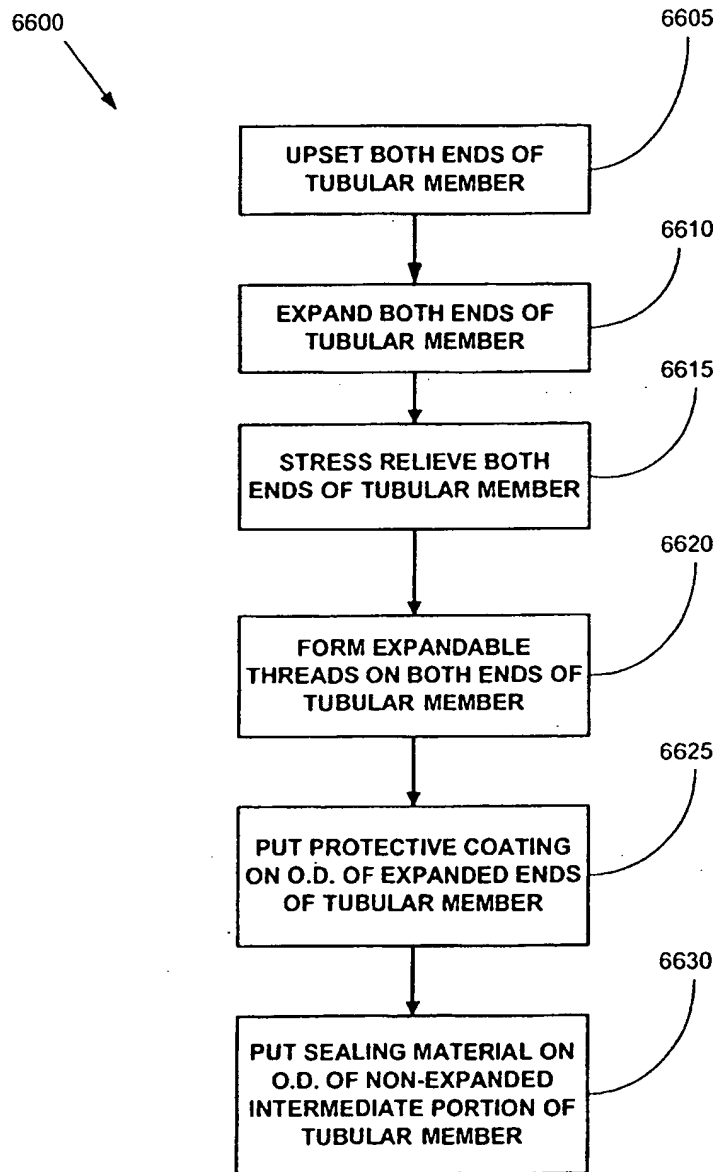 6600
6605
UPSET BOTH ENDS OF
TUBULAR MEMBER
6610
EXPAND BOTH ENDS OF
TUBULAR MEMBER
6615
STRESS RELIEVE BOTH
ENDS OF TUBULAR MEMBER
6620
FORM EXPANDABLE
THREADS ON BOTH ENDS OF
TUBULAR MEMBER
6625
PUT PROTECTIVE COATING
ON O.D. OF EXPANDED ENDS
OF TUBULAR MEMBER
6630
PUT SEALING MATERIAL ON
O.D. OF NON-EXPANDED
INTERMEDIATE PORTION OF
TUBULAR MEMBER